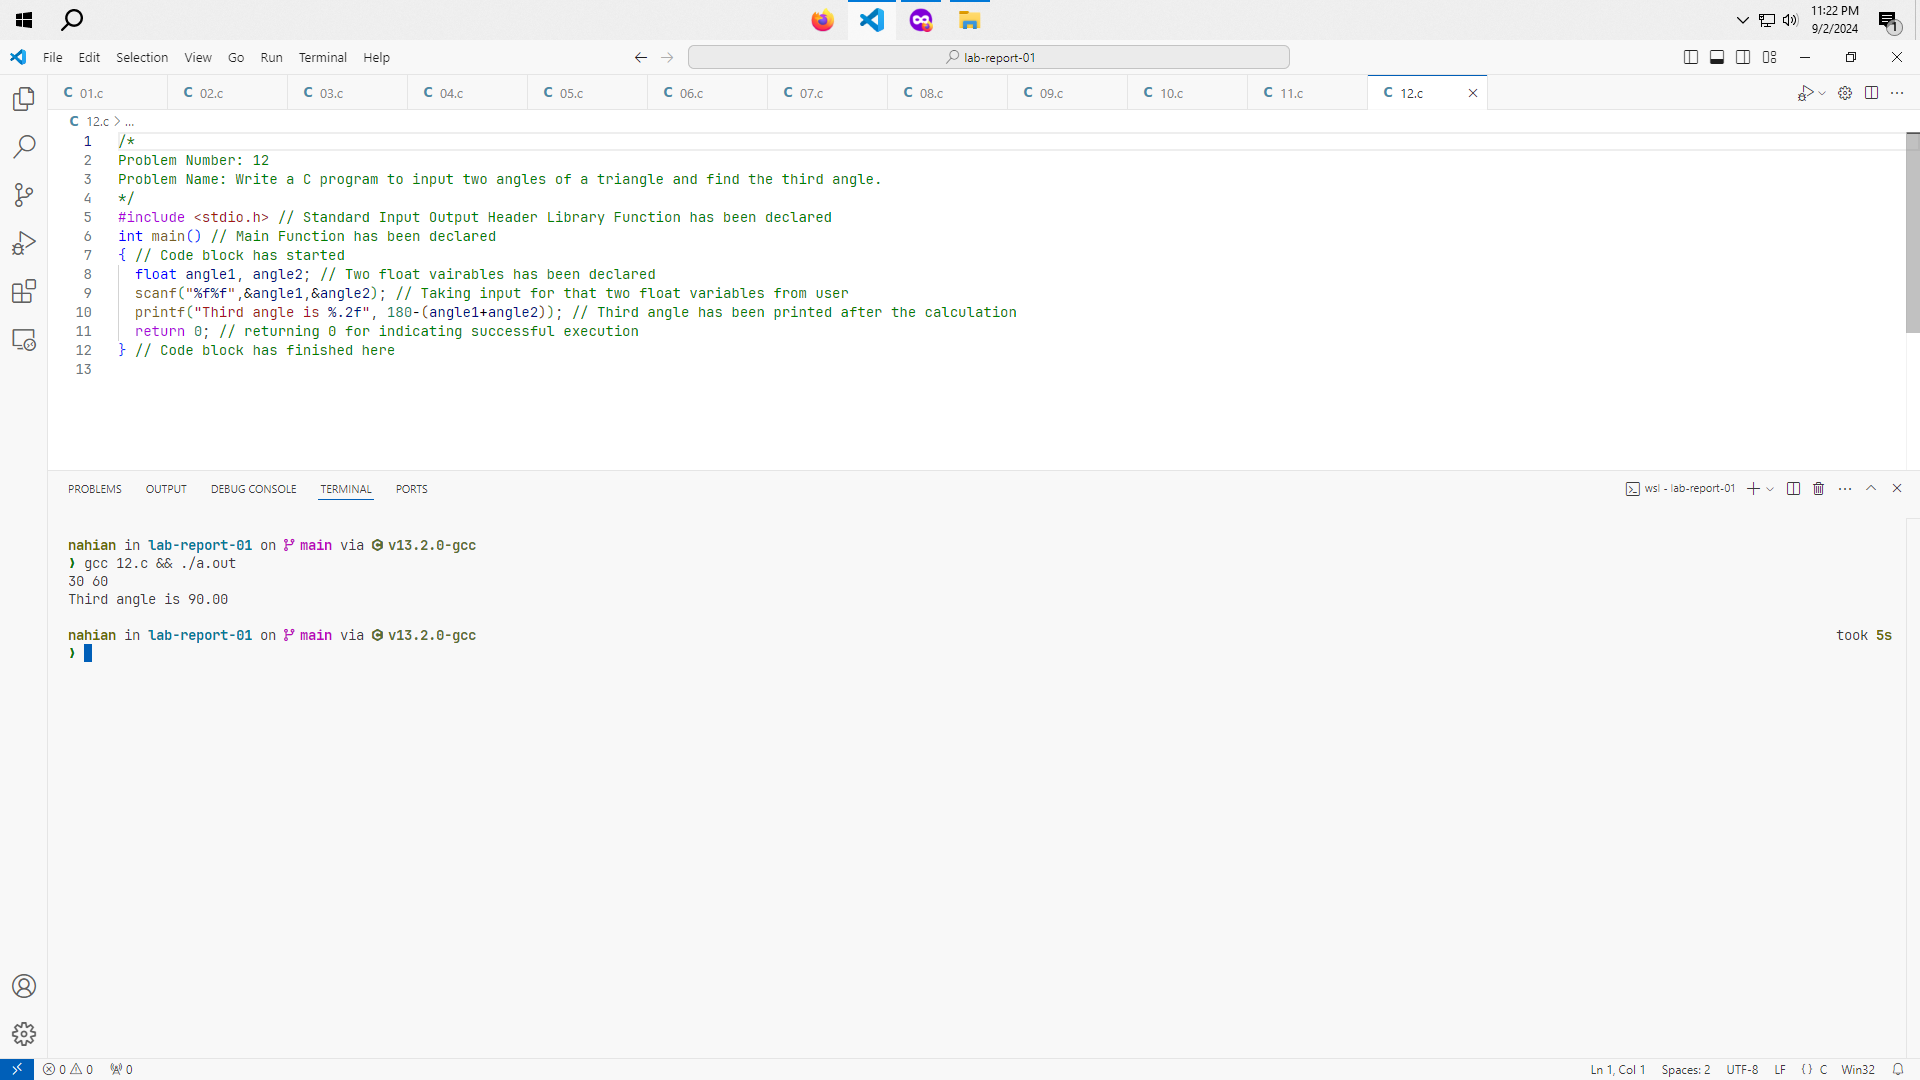 11:22 PM
9/2/2024
1
File Edit Selection View Go Run Terminal Help
lab-report-01
C 01.c C 02.c C 03.c C 04.c C 05.c C 06.c C 07.c C 08.c C 09.c C 10.c C 11.c C 12.c
C 12.c > ...
1 /*
2 Problem Number: 12
3 Problem Name: Write a C program to input two angles of a triangle and find the third angle.
4 */
5 #include <stdio.h> // Standard Input Output Header Library Function has been declared
6 int main() // Main Function has been declared
7 { // Code block has started
8 float angle1, angle2; // Two float vairables has been declared
9 scanf("%f%f",&angle1,&angle2); // Taking input for that two float variables from user
10 printf("Third angle is %.2f", 180-(angle1+angle2)); // Third angle has been printed after the calculation
11 return 0; // returning 0 for indicating successful execution
12 } // Code block has finished here
13
PROBLEMS OUTPUT DEBUG CONSOLE TERMINAL PORTS
wsl - lab-report-01
nahian in lab-report-01 on main via C v13.2.0-gcc
❯ gcc 12.c && ./a.out
30 60
Third angle is 90.00
nahian in lab-report-01 on main via C v13.2.0-gcc took 5s
❯
0 0 0
Ln 1, Col 1 Spaces: 2 UTF-8 LF {} C Win32